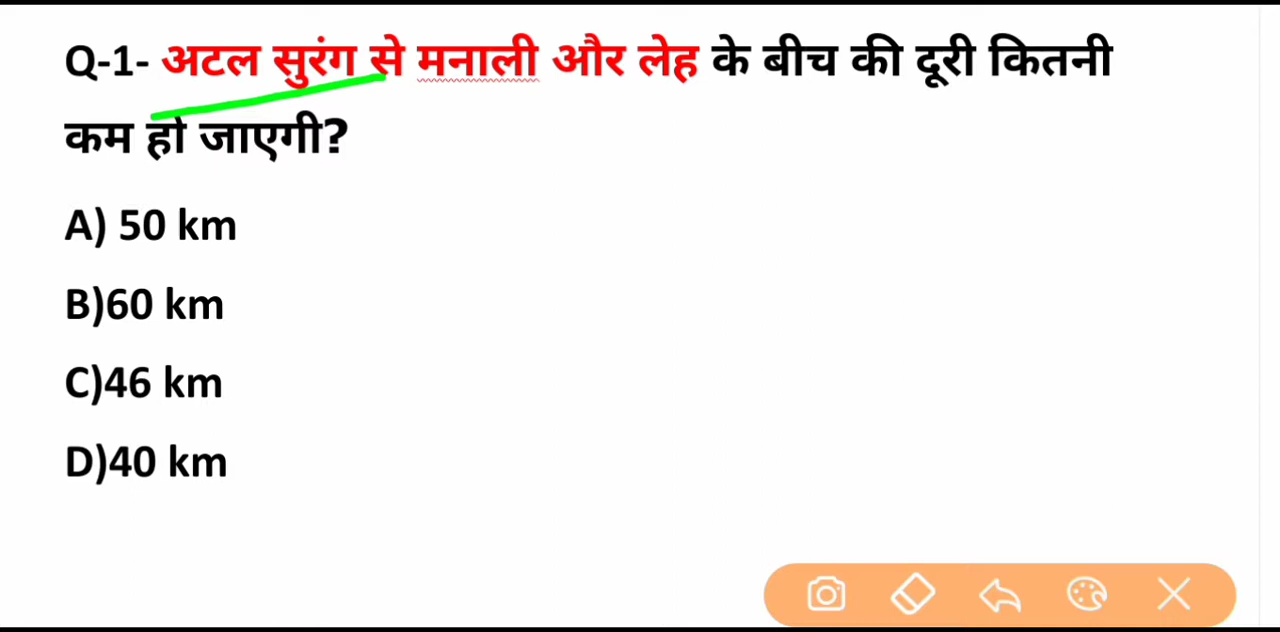 Q-1- अटल सुरंग से मनाली और लेह के बीच की दूरी कितनी
कम हो जाएगी?
A) 50 km
B)60 km
C)46 km
D)40 km